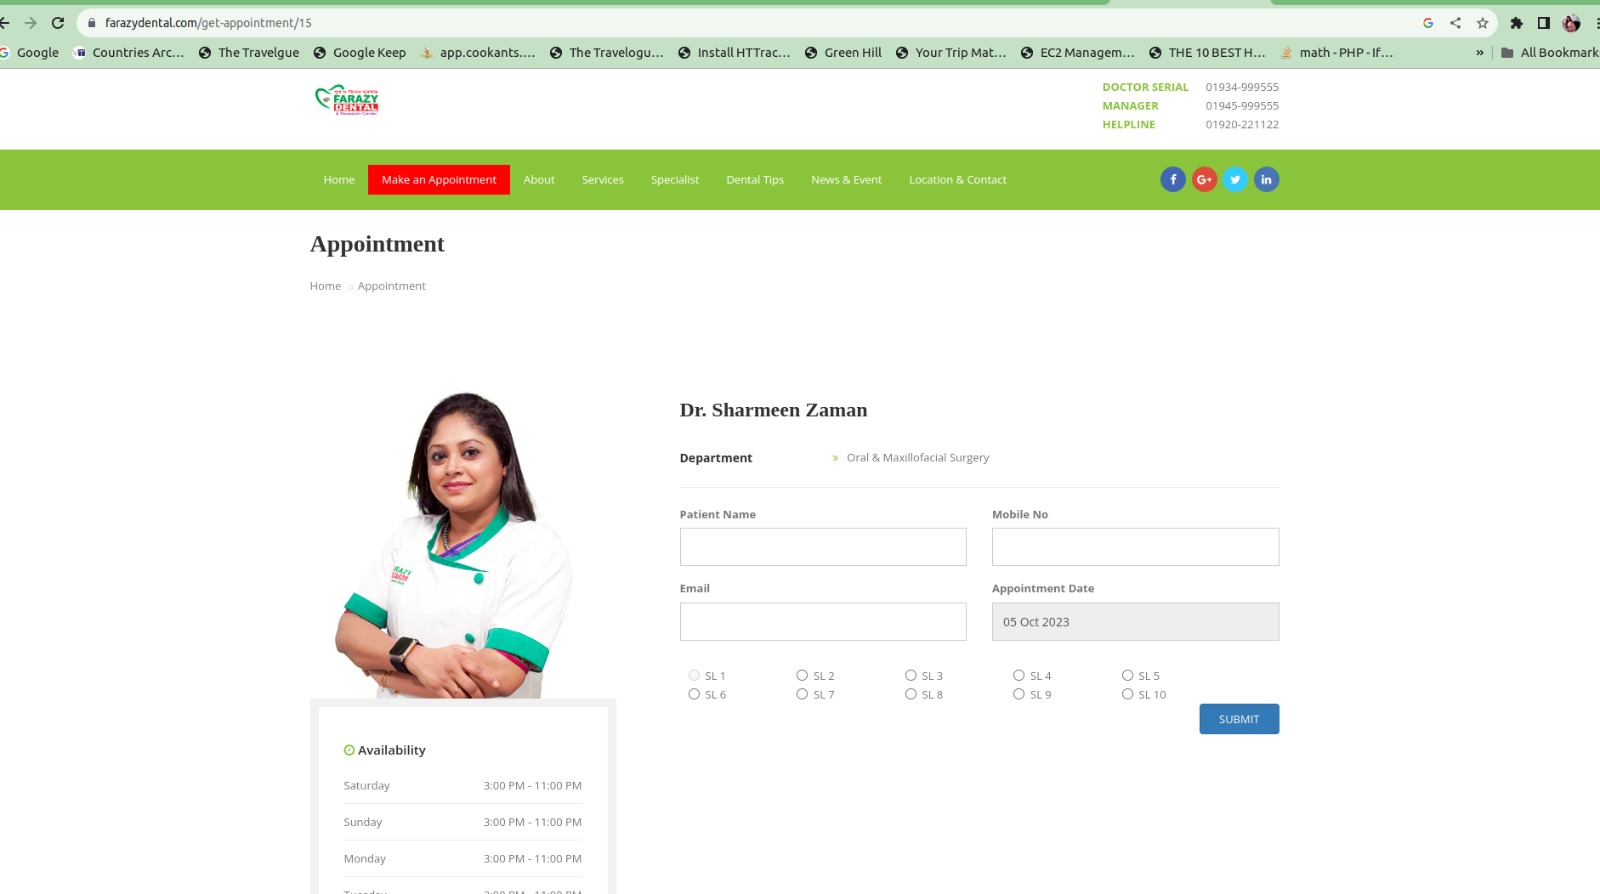 farazydental.com/get-appointment/15
Google Countries Arc... The Travelgue Google Keep app.cookants.... The Travelogu... Install HTTrac... Green Hill Your Trip Mat... EC2 Managem... THE 10 BEST H... math - PHP - If... » All Bookmark
FARAZY
DENTAL
& Research Center
DOCTOR SERIAL 01934-999555
MANAGER 01945-999555
HELPLINE 01920-221122
Home Make an Appointment About Services Specialist Dental Tips News & Event Location & Contact
Appointment
Home Appointment
Dr. Sharmeen Zaman
Department » Oral & Maxillofacial Surgery
Patient Name Mobile No
Email Appointment Date
05 Oct 2023
SL 1 SL 2 SL 3 SL 4 SL 5
SL 6 SL 7 SL 8 SL 9 SL 10
SUBMIT
Availability
Saturday 3:00 PM - 11:00 PM
Sunday 3:00 PM - 11:00 PM
Monday 3:00 PM - 11:00 PM